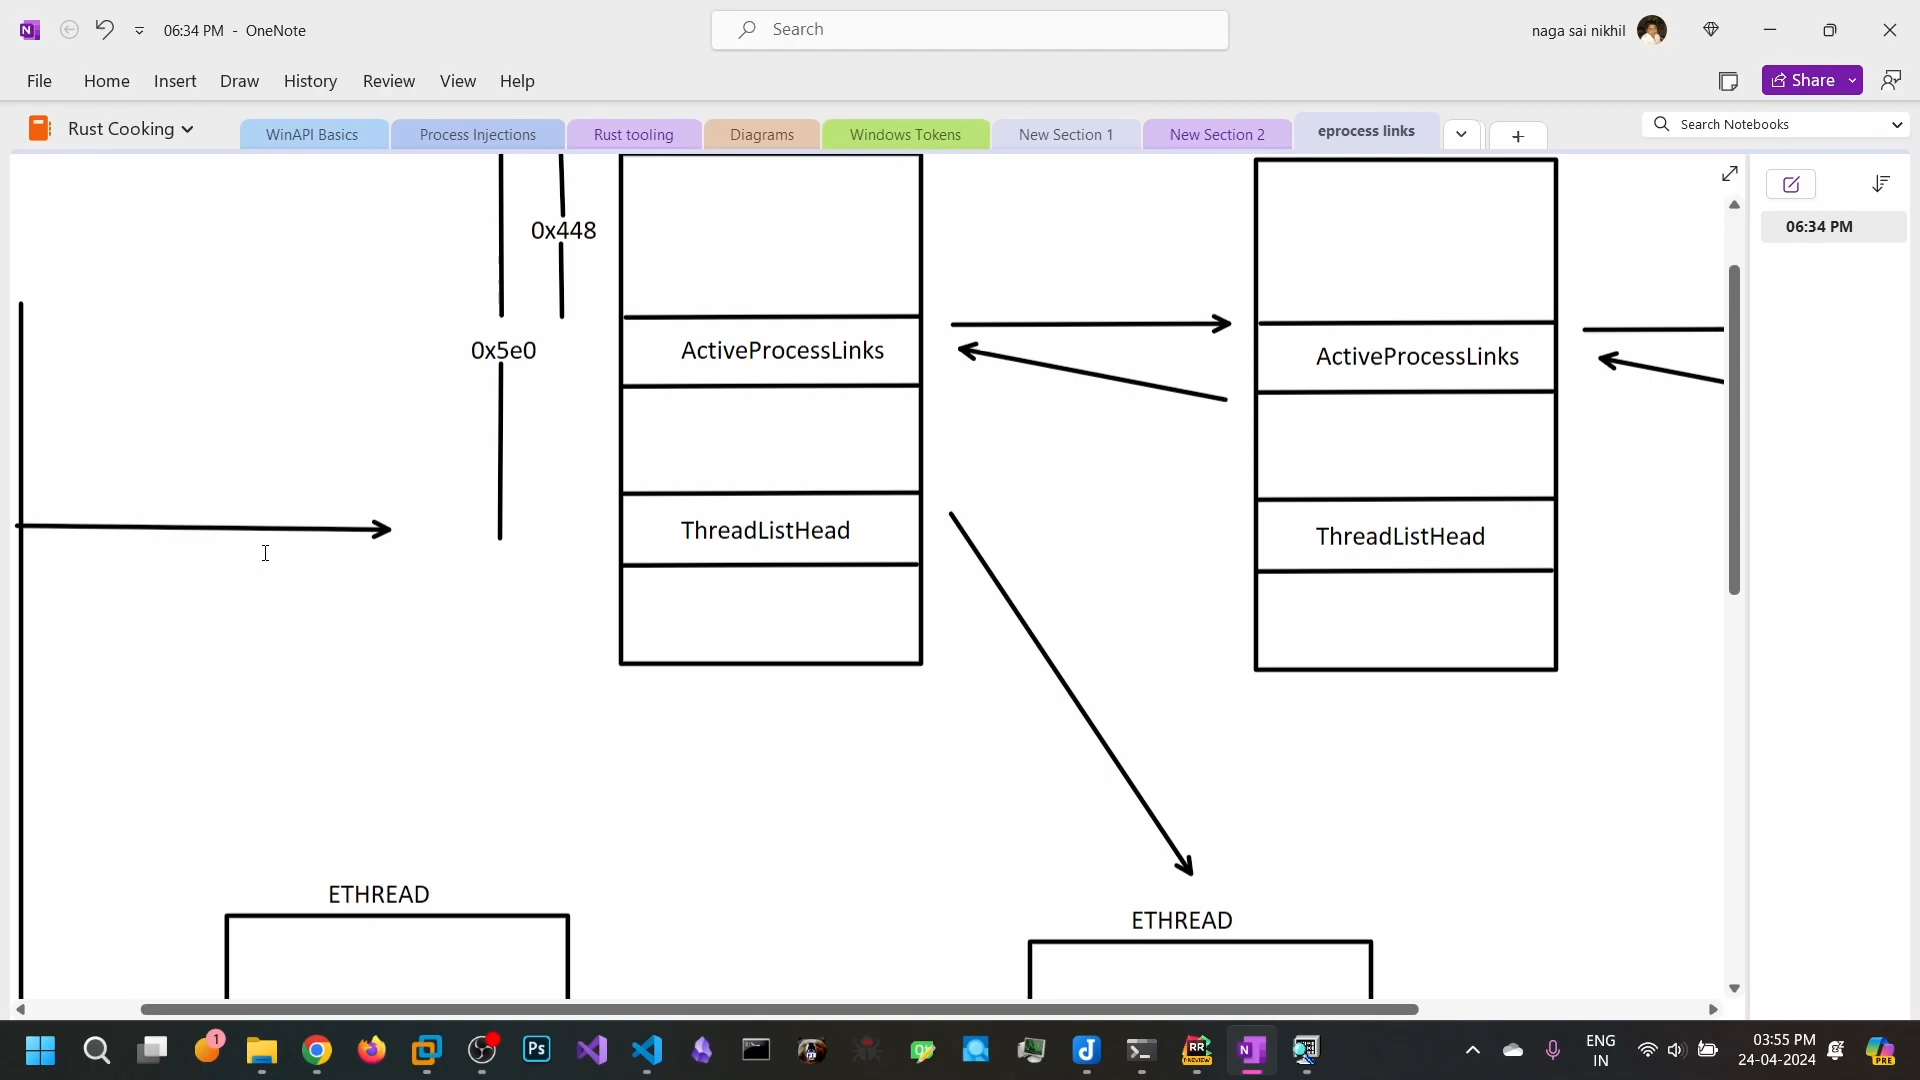 06:34 PM - OneNote
Search
naga sai nikhil
File Home Insert Draw History Review View Help
Share
Rust Cooking
WinAPI Basics
Process Injections
Rust tooling
Diagrams
Windows Tokens
New Section 1
New Section 2
eprocess links
Search Notebooks
06:34 PM
0x448
0x5e0
ActiveProcessLinks
ActiveProcessLinks
ThreadListHead
ThreadListHead
ETHREAD
ETHREAD
1
Ps
ENG
IN
03:55 PM
24-04-2024